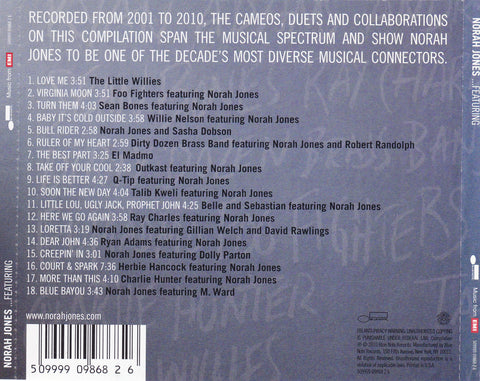 RECORDED FROM 2001 TO 2010, THE CAMEOS, DUETS AND COLLABORATIONS
ON THIS COMPILATION SPAN THE MUSICAL SPECTRUM AND SHOW NORAH
JONES TO BE ONE OF THE DECADE'S MOST DIVERSE MUSICAL CONNECTORS.
1. LOVE ME 3:51 The Little Willies
2. VIRGINIA MOON 3:51 Foo Fighters featuring Norah Jones
3. TURN THEM 4:03 Sean Bones featuring Norah Jones
4. BABY IT'S COLD OUTSIDE 3:58 Willie Nelson featuring Norah Jones
5. BULL RIDER 2:58 Norah Jones and Sasha Dobson
6. RULER OF MY HEART 2:59 Dirty Dozen Brass Band featuring Norah Jones and Robert Randolph
7. THE BEST PART 3:25 El Madmo
8. TAKE OFF YOUR COOL 2:38 Outkast featuring Norah Jones
9. LIFE IS BETTER 4:27 Q-Tip featuring Norah Jones
10. SOON THE NEW DAY 4:04 Talib Kweli featuring Norah Jones
11. LITTLE LOU, UGLY JACK, PROPHET JOHN 4:25 Belle and Sebastian featuring Norah Jones
12. HERE WE GO AGAIN 3:58 Ray Charles featuring Norah Jones
13. LORETTA 3:19 Norah Jones featuring Gillian Welch and David Rawlings
14. DEAR JOHN 4:36 Ryan Adams featuring Norah Jones
15. CREEPIN' IN 3:01 Norah Jones featuring Dolly Parton
16. COURT & SPARK 7:36 Herbie Hancock featuring Norah Jones
17. MORE THAN THIS 4:10 Charlie Hunter featuring Norah Jones
18. BLUE BAYOU 3:43 Norah Jones featuring M. Ward
www.norahjones.com
5 09999 09868 2 6
NORAH JONES ...FEATURING
Music from EMI
NORAH JONES ...FEATURING
Music from EMI